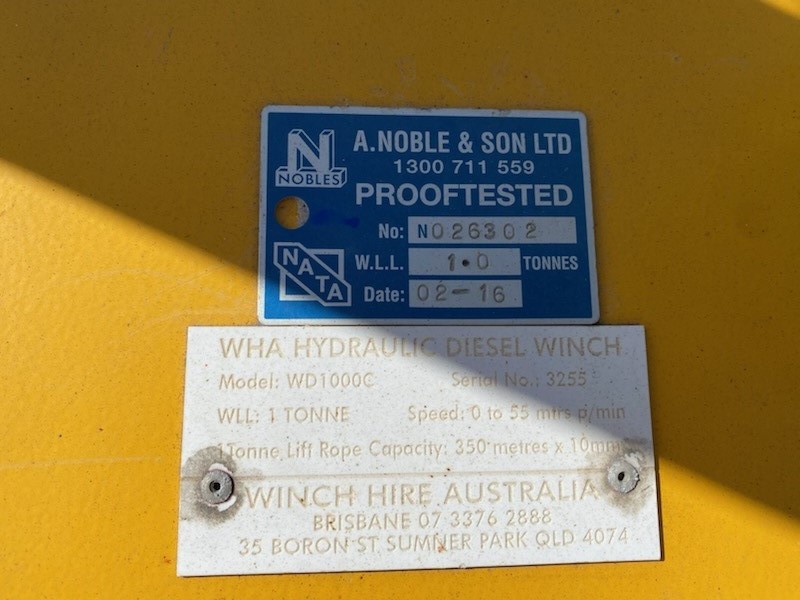 A.NOBLE & SON LTD
1300 711 559
N
NOBLES
PROOFTESTED
No: N026302
NATA
W.L.L. 1.0 TONNES
Date: 02-16
WHA HYDRAULIC DIESEL WINCH
Model: WD1000C Serial No.: 3255
WLL: 1 TONNE Speed: 0 to 55 mtrs p/min
1Tonne Lift Rope Capacity: 350 metres x 10mm
WINCH HIRE AUSTRALIA
BRISBANE 07 3376 2888
35 BORON ST SUMNER PARK QLD 4074